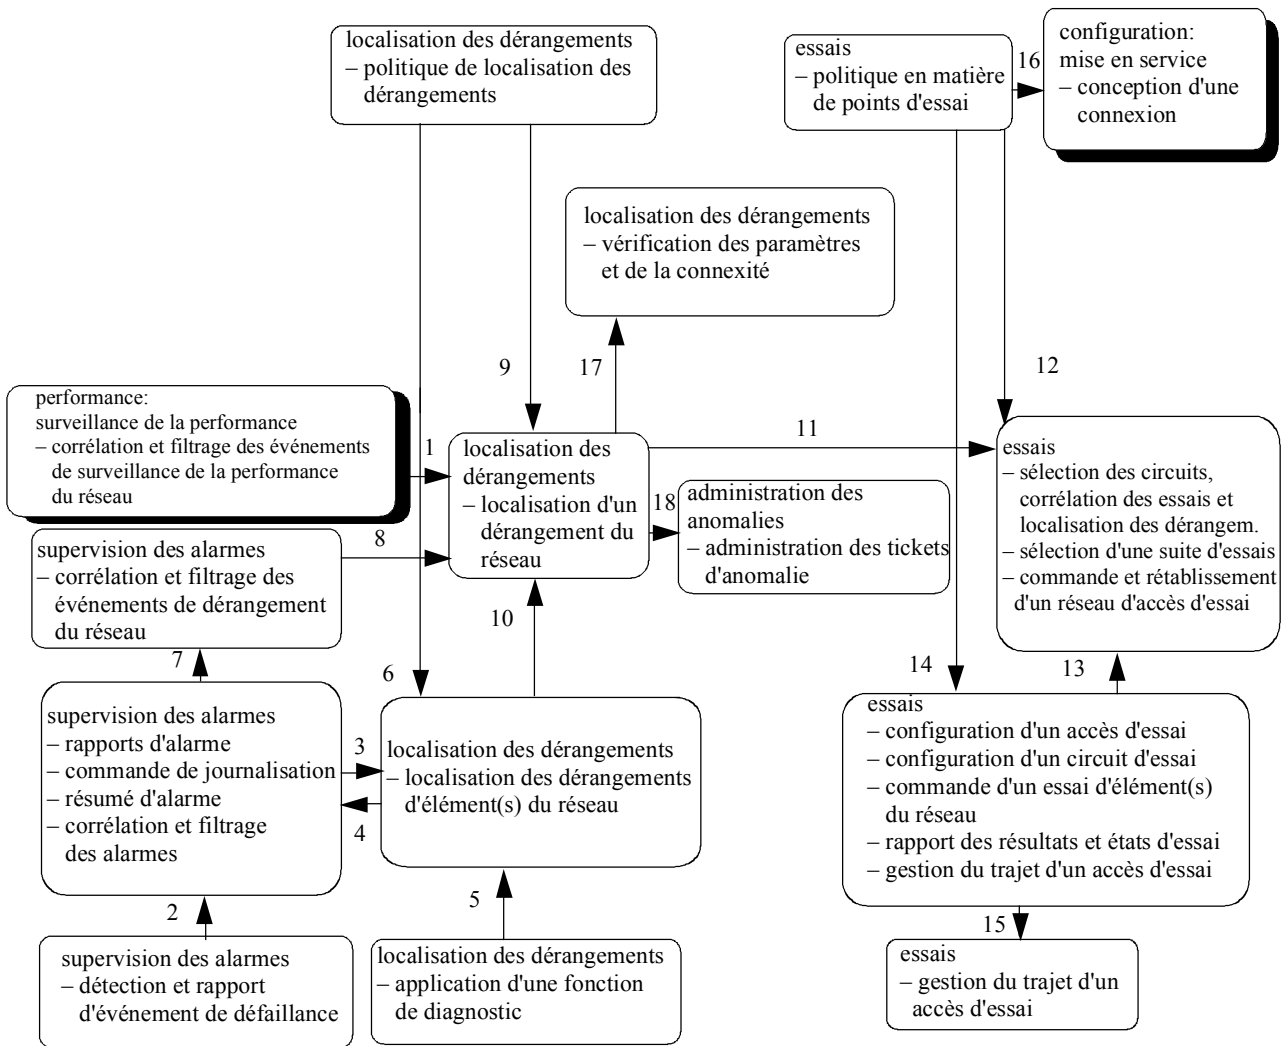 localisation des dérangements
– politique de localisation des
dérangements
essais
– politique en matière
de points d'essai
16
configuration:
mise en service
– conception d'une
connexion
localisation des dérangements
– vérification des paramètres
et de la connexité
9
17
12
performance:
surveillance de la performance
– corrélation et filtrage des événements
de surveillance de la performance
du réseau
1
localisation des
dérangements
– localisation d'un
dérangement du
réseau
11
essais
– sélection des circuits,
corrélation des essais et
localisation des dérangem.
– sélection d'une suite d'essais
– commande et rétablissement
d'un réseau d'accès d'essai
18
administration des
anomalies
– administration des tickets
d'anomalie
8
supervision des alarmes
– corrélation et filtrage des
événements de dérangement
du réseau
10
7
6
14
13
supervision des alarmes
– rapports d'alarme
– commande de journalisation
– résumé d'alarme
– corrélation et filtrage
des alarmes
3
4
localisation des dérangements
– localisation des dérangements
d'élément(s) du réseau
essais
– configuration d'un accès d'essai
– configuration d'un circuit d'essai
– commande d'un essai d'élément(s)
du réseau
– rapport des résultats et états d'essai
– gestion du trajet d'un accès d'essai
2
5
15
supervision des alarmes
– détection et rapport
d'événement de défaillance
localisation des dérangements
– application d'une fonction
de diagnostic
essais
– gestion du trajet d'un
accès d'essai